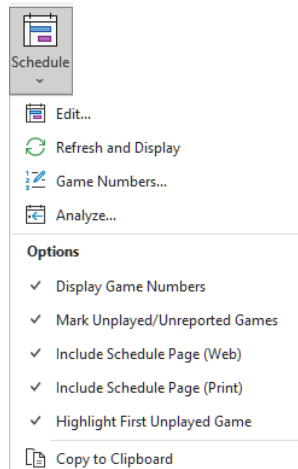 Schedule
Edit...
Refresh and Display
Game Numbers...
Analyze...
Options
Display Game Numbers
Mark Unplayed/Unreported Games
Include Schedule Page (Web)
Include Schedule Page (Print)
Highlight First Unplayed Game
Copy to Clipboard